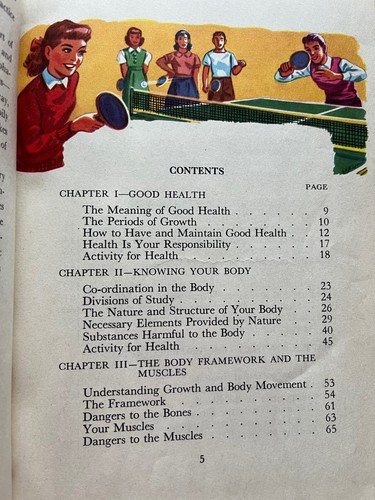 CONTENTS
PAGE
CHAPTER I—GOOD HEALTH
The Meaning of Good Health . . . . . . 9
The Periods of Growth . . . . . . . 10
How to Have and Maintain Good Health . . 12
Health Is Your Responsibility . . . . . 17
Activity for Health . . . . . . . . 18
CHAPTER II—KNOWING YOUR BODY
Co-ordination in the Body . . . . . . 23
Divisions of Study . . . . . . . . 24
The Nature and Structure of Your Body . . 26
Necessary Elements Provided by Nature . . 29
Substances Harmful to the Body . . . . 40
Activity for Health . . . . . . . . 45
CHAPTER III—THE BODY FRAMEWORK AND THE
MUSCLES
Understanding Growth and Body Movement . 53
The Framework . . . . . . . . . 54
Dangers to the Bones . . . . . . . 61
Your Muscles . . . . . . . . . 63
Dangers to the Muscles . . . . . . . 65
5